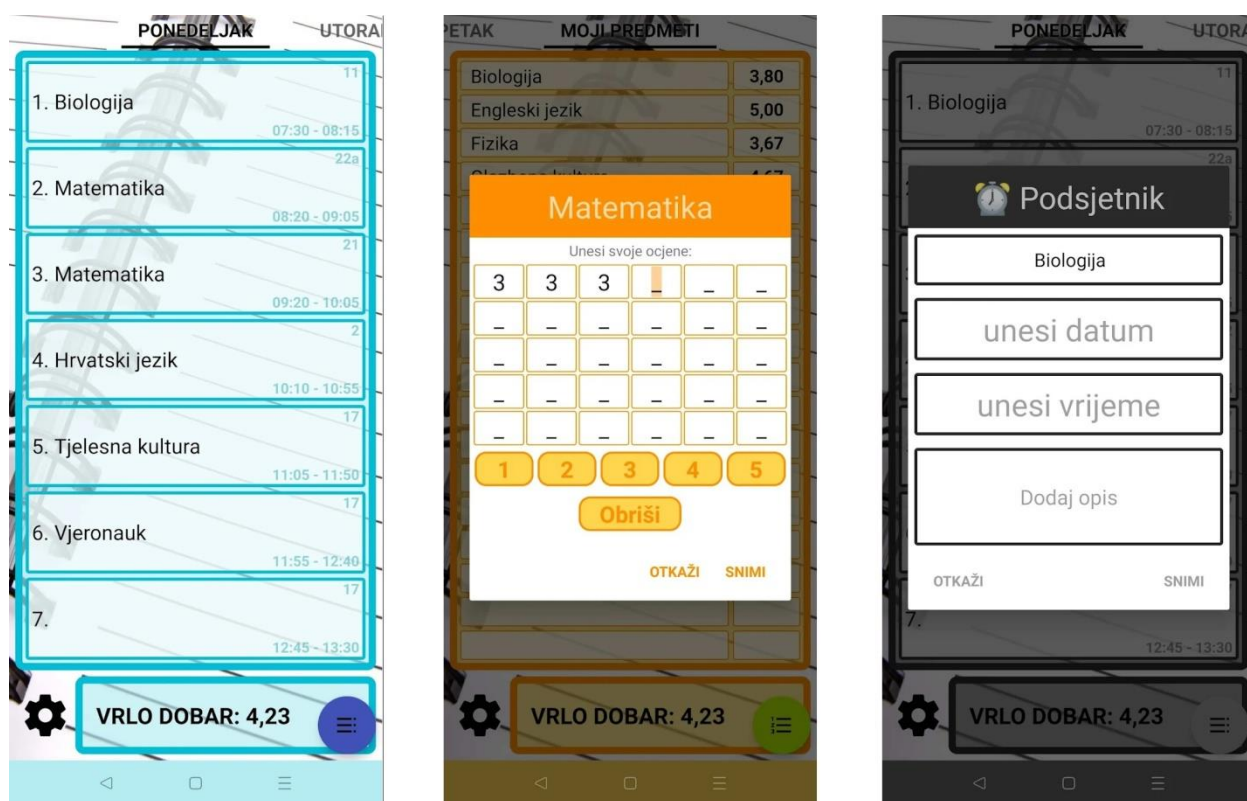 PONEDELJAK UTORA
11
1. Biologija
07:30 - 08:15
22a
2. Matematika
08:20 - 09:05
21
3. Matematika
09:20 - 10:05
2
4. Hrvatski jezik
10:10 - 10:55
17
5. Tjelesna kultura
11:05 - 11:50
17
6. Vjeronauk
11:55 - 12:40
17
7.
12:45 - 13:30
VRLO DOBAR: 4,23
PETAK MOJI PREDMETI
Biologija 3,80
Engleski jezik 5,00
Fizika 3,67
Matematika
Unesi svoje ocjene:
3 3 3 _ _ _
_ _ _ _ _ _
_ _ _ _ _ _
_ _ _ _ _ _
_ _ _ _ _ _
1 2 3 4 5
Obriši
OTKAŽI SNIMI
VRLO DOBAR: 4,23
PONEDELJAK UTORA
11
1. Biologija
07:30 - 08:15
22a
Podsjetnik
Biologija
unesi datum
unesi vrijeme
Dodaj opis
OTKAŽI SNIMI
7.
12:45 - 13:30
VRLO DOBAR: 4,23